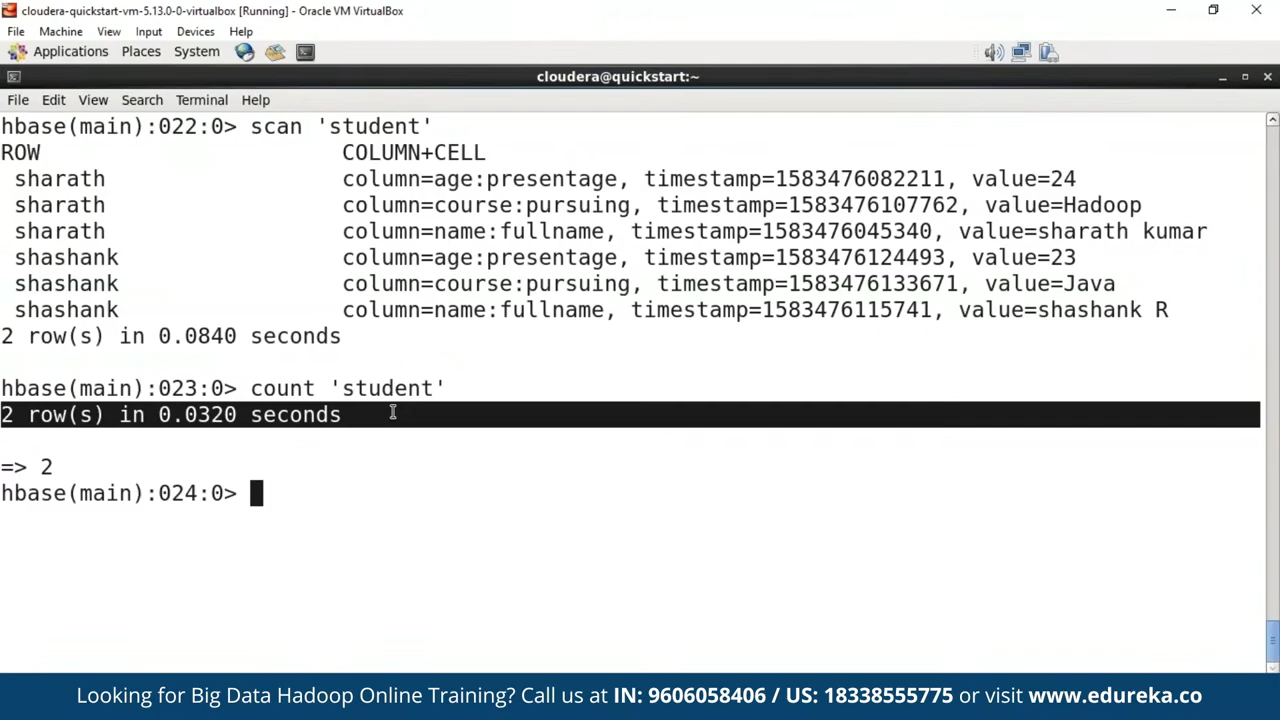 cloudera-quickstart-vm-5.13.0-0-virtualbox [Running] - Oracle VM VirtualBox
File Machine View Input Devices Help
Applications Places System
cloudera@quickstart:~
File Edit View Search Terminal Help
hbase(main):022:0> scan 'student'
ROW COLUMN+CELL
sharath column=age:presentage, timestamp=1583476082211, value=24
sharath column=course:pursuing, timestamp=1583476107762, value=Hadoop
sharath column=name:fullname, timestamp=1583476045340, value=sharath kumar
shashank column=age:presentage, timestamp=1583476124493, value=23
shashank column=course:pursuing, timestamp=1583476133671, value=Java
shashank column=name:fullname, timestamp=1583476115741, value=shashank R
2 row(s) in 0.0840 seconds
hbase(main):023:0> count 'student'
2 row(s) in 0.0320 seconds
=> 2
hbase(main):024:0>
Looking for Big Data Hadoop Online Training? Call us at IN: 9606058406 / US: 18338555775 or visit www.edureka.co